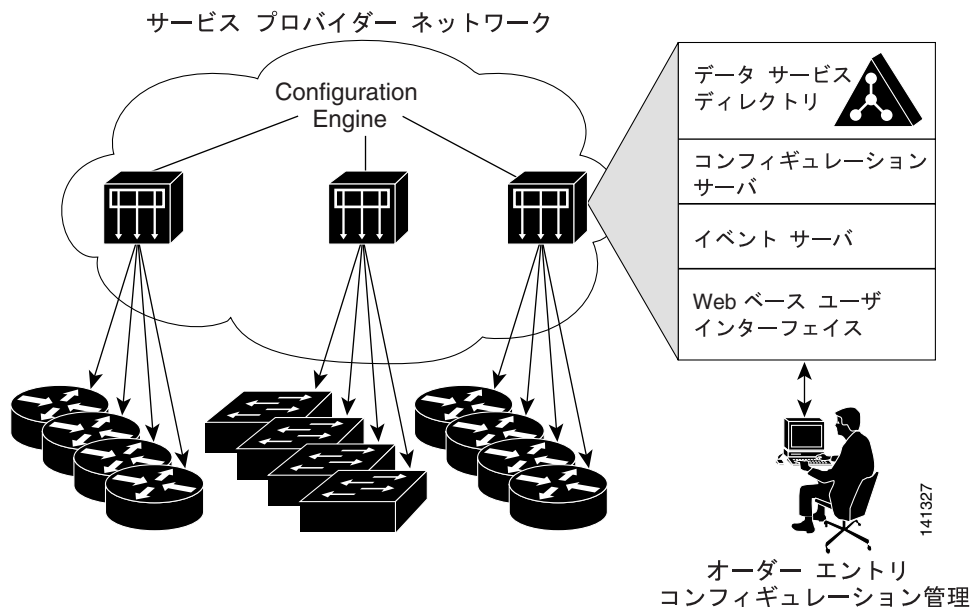 サービス プロバイダー ネットワーク
Configuration
Engine
データ サービス
ディレクトリ
コンフィギュレーション
サーバ
イベント サーバ
Web ベース ユーザ
インターフェイス
141327
オーダー エントリ
コンフィギュレーション管理